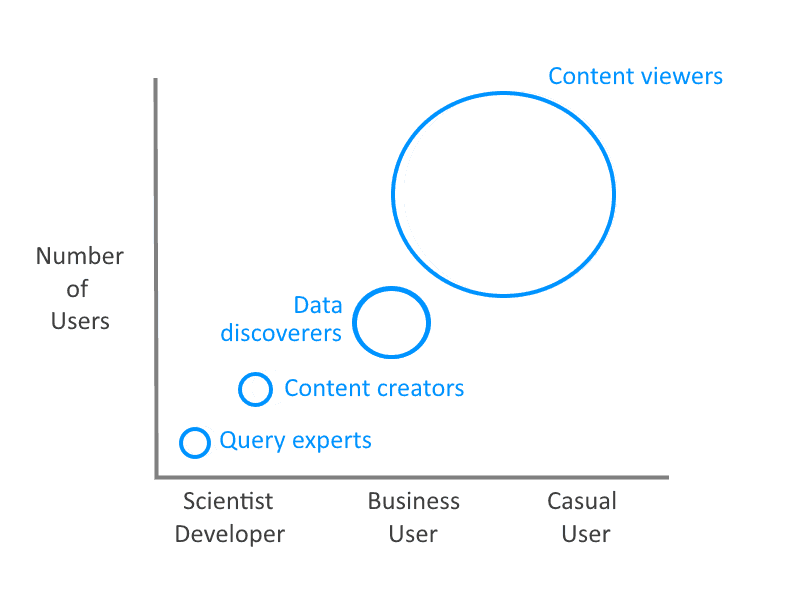 Content viewers
Number
of
Users
Data
discoverers
Content creators
Query experts
Scientist
Developer
Business
User
Casual
User